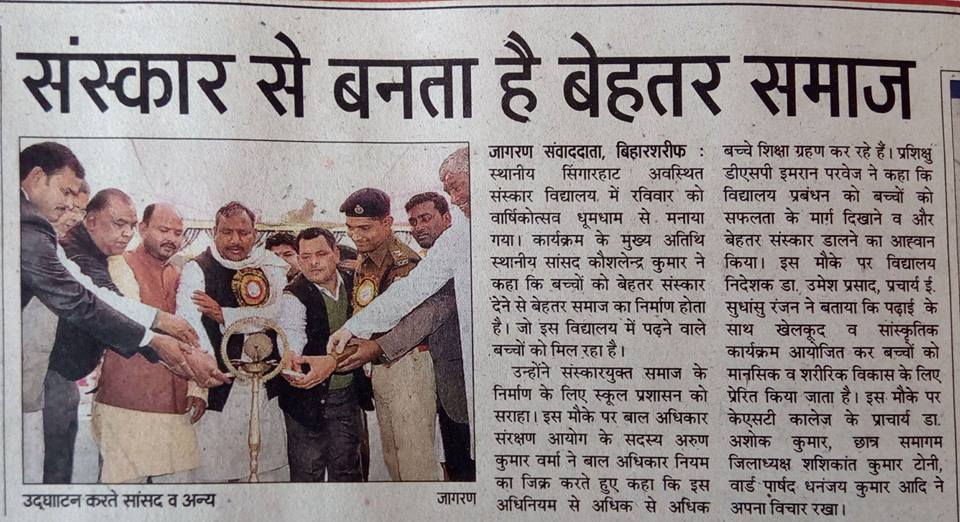 संस्कार से बनता है बेहतर समाज
उद्घााटन करते सांसद व अन्य
जागरण
जागरण संवाददाता, बिहारशरीफ :
स्थानीय सिंगारहाट अवस्थित
संस्कार विद्यालय में रविवार को
वार्षिकोत्सव धूमधाम से मनाया
गया। कार्यक्रम के मुख्य अतिथि
स्थानीय सांसद कौशलेन्द्र कुमार ने
कहा कि बच्चों को बेहतर संस्कार
देने से बेहतर समाज का निर्माण होता
है। जो इस विद्यालय में पढ़ने वाले
बच्चों को मिल रहा है।
उन्होंने संस्कारयुक्त समाज के
निर्माण के लिए स्कूल प्रशासन को
सराहा। इस मौके पर बाल अधिकार
संरक्षण आयोग के सदस्य अरुण
कुमार वर्मा ने बाल अधिकार नियम
का जिक्र करते हुए कहा कि इस
अधिनियम से अधिक से अधिक
बच्चे शिक्षा ग्रहण कर रहे हैं। प्रशिक्षु
डीएसपी इमरान परवेज ने कहा कि
विद्यालय प्रबंधन को बच्चों को
सफलता के मार्ग दिखाने व और
बेहतर संस्कार डालने का आह्वान
किया। इस मौके पर विद्यालय
निदेशक डा. उमेश प्रसाद, प्रचार्य ई.
सुधांसु रंजन ने बताया कि पढ़ाई के
साथ खेलकूद व सांस्कृतिक
कार्यक्रम आयोजित कर बच्चों को
मानसिक व शरीरिक विकास के लिए
प्रेरित किया जाता है। इस मौके पर
केएसटी कालेज के प्राचार्य डा.
अशोक कुमार, छात्र समागम
जिलाध्यक्ष शशिकांत कुमार टोनी,
वार्ड पार्षद धनंजय कुमार आदि ने
अपना विचार रखा।